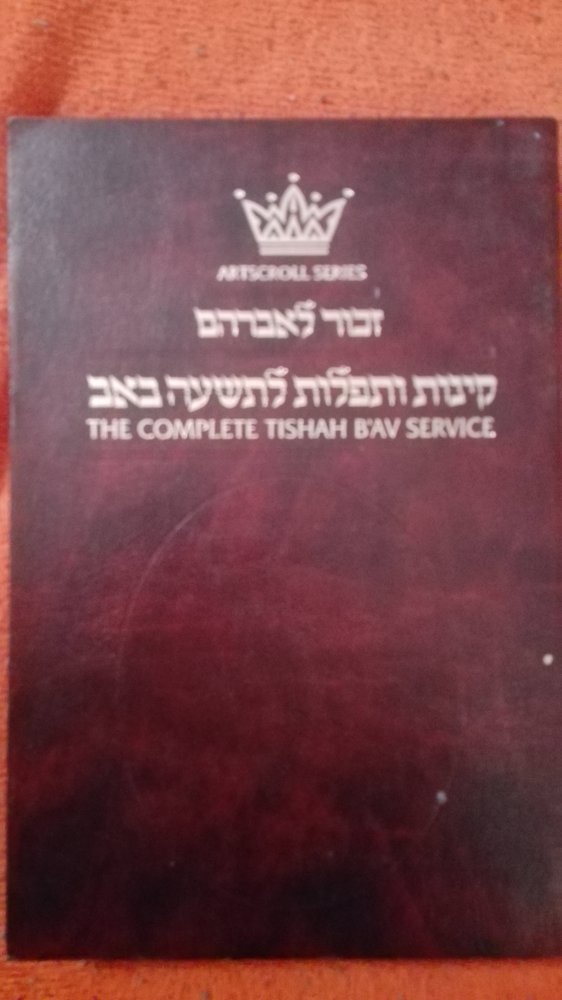 ARTSCROLL SERIES
זכור לאברהם
קינות ותפלות לתשעה באב
THE COMPLETE TISHAH B'AV SERVICE